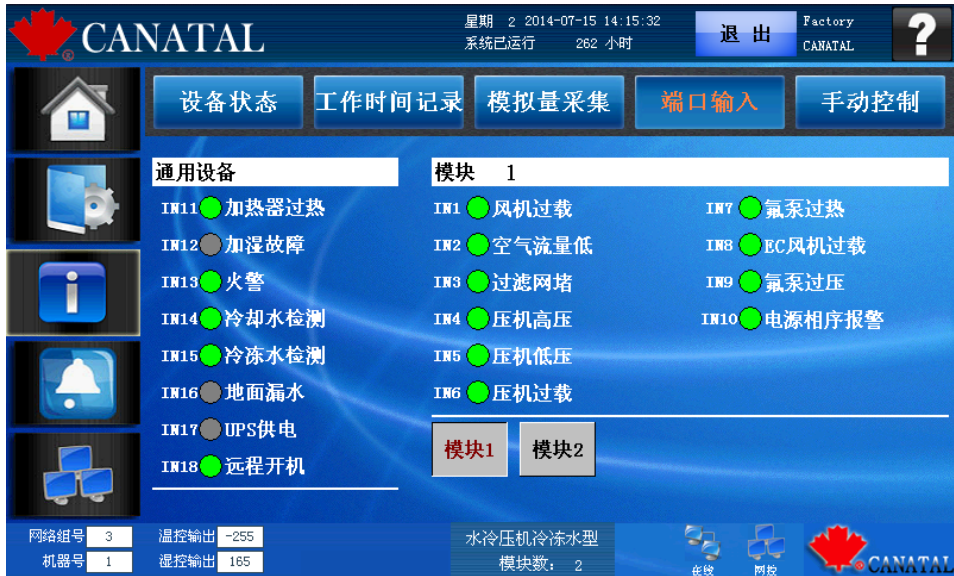 CANATAL
星期 2 2014-07-15 14:15:32
系统已运行 262 小时
退 出
Factory
CANATAL
?
设备状态 工作时间记录 模拟量采集 端口输入 手动控制
通用设备
IN11 加热器过热
IN12 加湿故障
IN13 火警
IN14 冷却水检测
IN15 冷冻水检测
IN16 地面漏水
IN17 UPS供电
IN18 远程开机
模块 1
IN1 风机过载
IN2 空气流量低
IN3 过滤网堵
IN4 压机高压
IN5 压机低压
IN6 压机过载
IN7 氟泵过热
IN8 EC风机过载
IN9 氟泵过压
IN10 电源相序报警
模块1 模块2
网络组号 3
机器号 1
温控输出 -255
湿控输出 165
水冷压机冷冻水型
模块数: 2
在线 网控
CANATAL